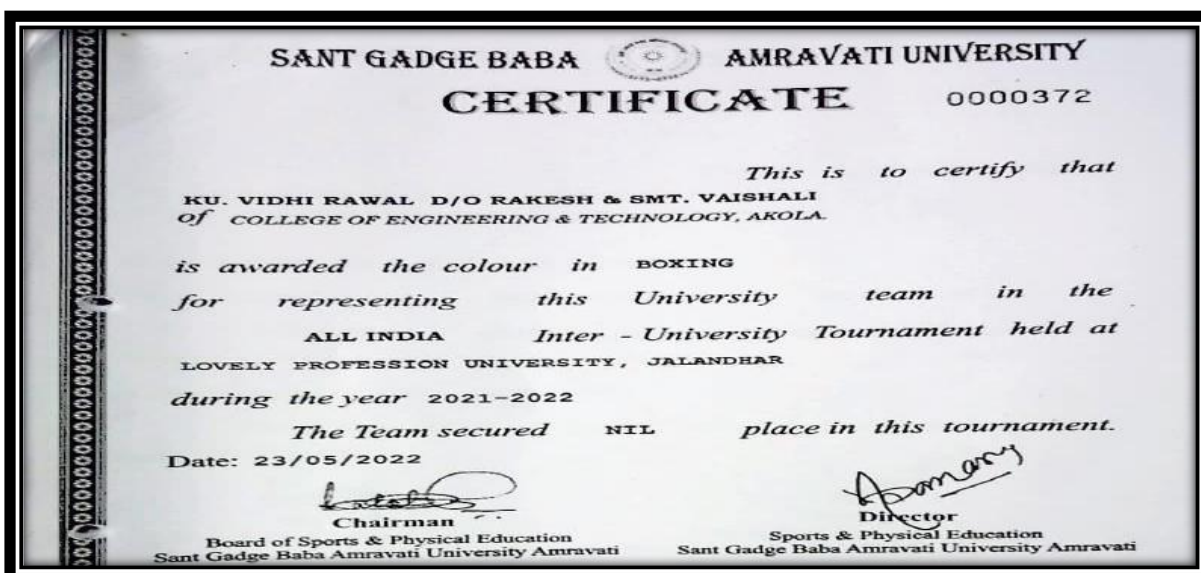 SANT GADGE BABA AMRAVATI UNIVERSITY
CERTIFICATE 0000372
This is to certify that
KU. VIDHI RAWAL D/O RAKESH & SMT. VAISHALI
of COLLEGE OF ENGINEERING & TECHNOLOGY, AKOLA.
is awarded the colour in BOXING
for representing this University team in the
ALL INDIA Inter - University Tournament held at
LOVELY PROFESSION UNIVERSITY, JALANDHAR
during the year 2021-2022
The Team secured NIL place in this tournament.
Date: 23/05/2022
Chairman Director
Board of Sports & Physical Education Sports & Physical Education
Sant Gadge Baba Amravati University Amravati Sant Gadge Baba Amravati University Amravati